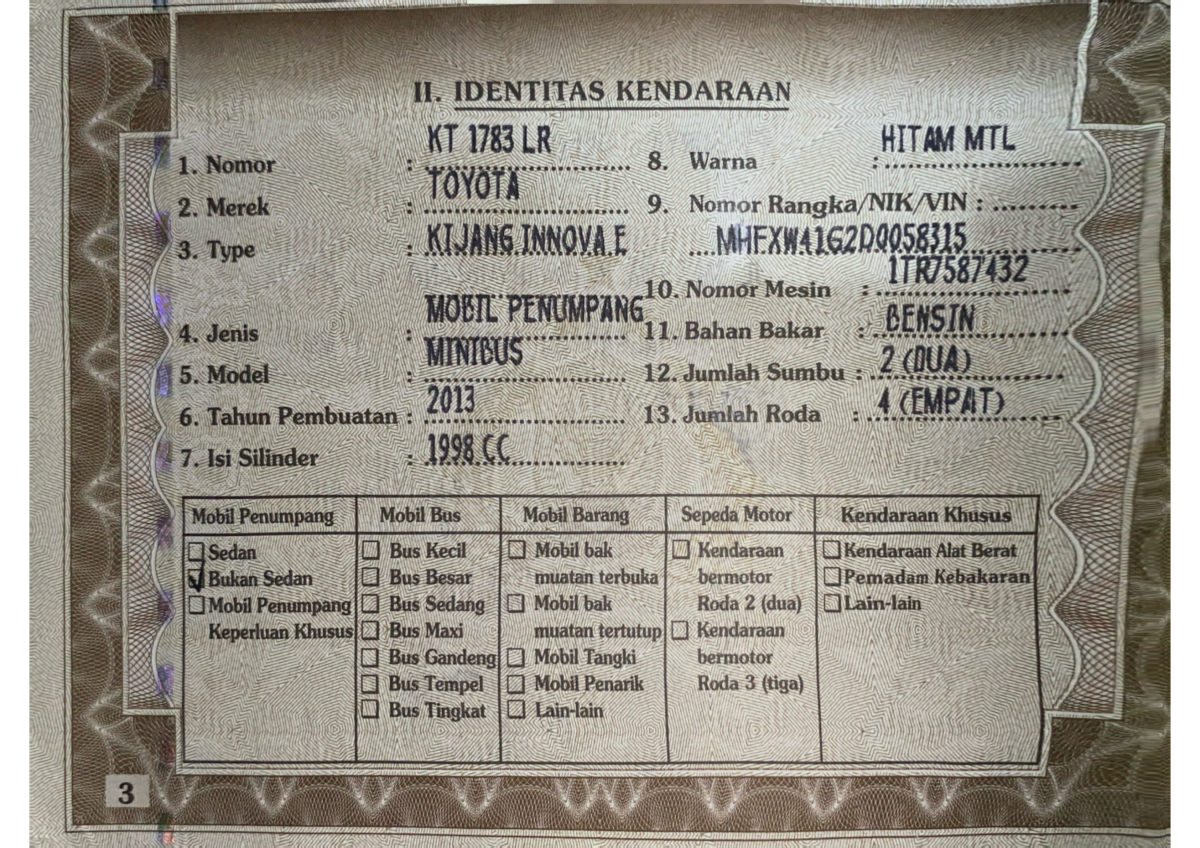 II. IDENTITAS KENDARAAN
1. Nomor : KT 1783 LR
2. Merek : TOYOTA
3. Type : KIJANG INNOVA E
4. Jenis : MOBIL PENUMPANG
5. Model : MINIBUS
6. Tahun Pembuatan : 2013
7. Isi Silinder : 1998 CC
8. Warna : HITAM MTL
9. Nomor Rangka/NIK/VIN :
MHFXW41G2D0058315
10. Nomor Mesin : 1TR7587432
11. Bahan Bakar : BENSIN
12. Jumlah Sumbu : 2 (DUA)
13. Jumlah Roda : 4 (EMPAT)
Mobil Penumpang
Sedan
Bukan Sedan
Mobil Penumpang
Keperluan Khusus
Mobil Bus
Bus Kecil
Bus Besar
Bus Sedang
Bus Maxi
Bus Gandeng
Bus Tempel
Bus Tingkat
Mobil Barang
Mobil bak
muatan terbuka
Mobil bak
muatan tertutup
Mobil Tangki
Mobil Penarik
Lain-lain
Sepeda Motor
Kendaraan
bermotor
Roda 2 (dua)
Kendaraan
bermotor
Roda 3 (tiga)
Kendaraan Khusus
Kendaraan Alat Berat
Pemadam Kebakaran
Lain-lain
3